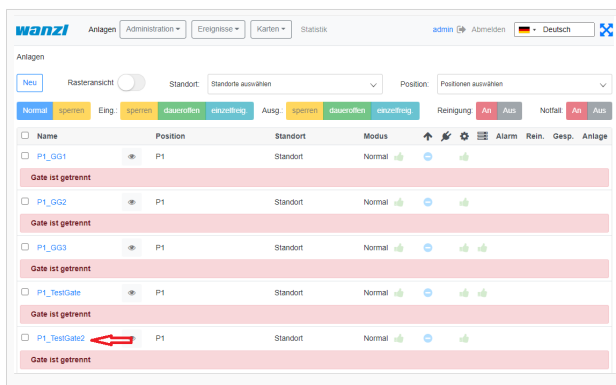 wanzl Anlagen Administration Ereignisse Karten Statistik admin Abmelden Deutsch
Anlagen
Neu Rasteransicht Standort: Standorte auswählen Position: Positionen auswählen
Normal sperren Eing.: sperren daueroffen einzelfreig. Ausg.: sperren daueroffen einzelfreig. Reinigung: An Aus Notfall: An Aus
Name Position Standort Modus Alarm Rein. Gesp. Anlage
P1_GG1 P1 Standort Normal
Gate ist getrennt
P1_GG2 P1 Standort Normal
Gate ist getrennt
P1_GG3 P1 Standort Normal
Gate ist getrennt
P1_TestGate P1 Standort Normal
Gate ist getrennt
P1_TestGate2 P1 Standort Normal
Gate ist getrennt